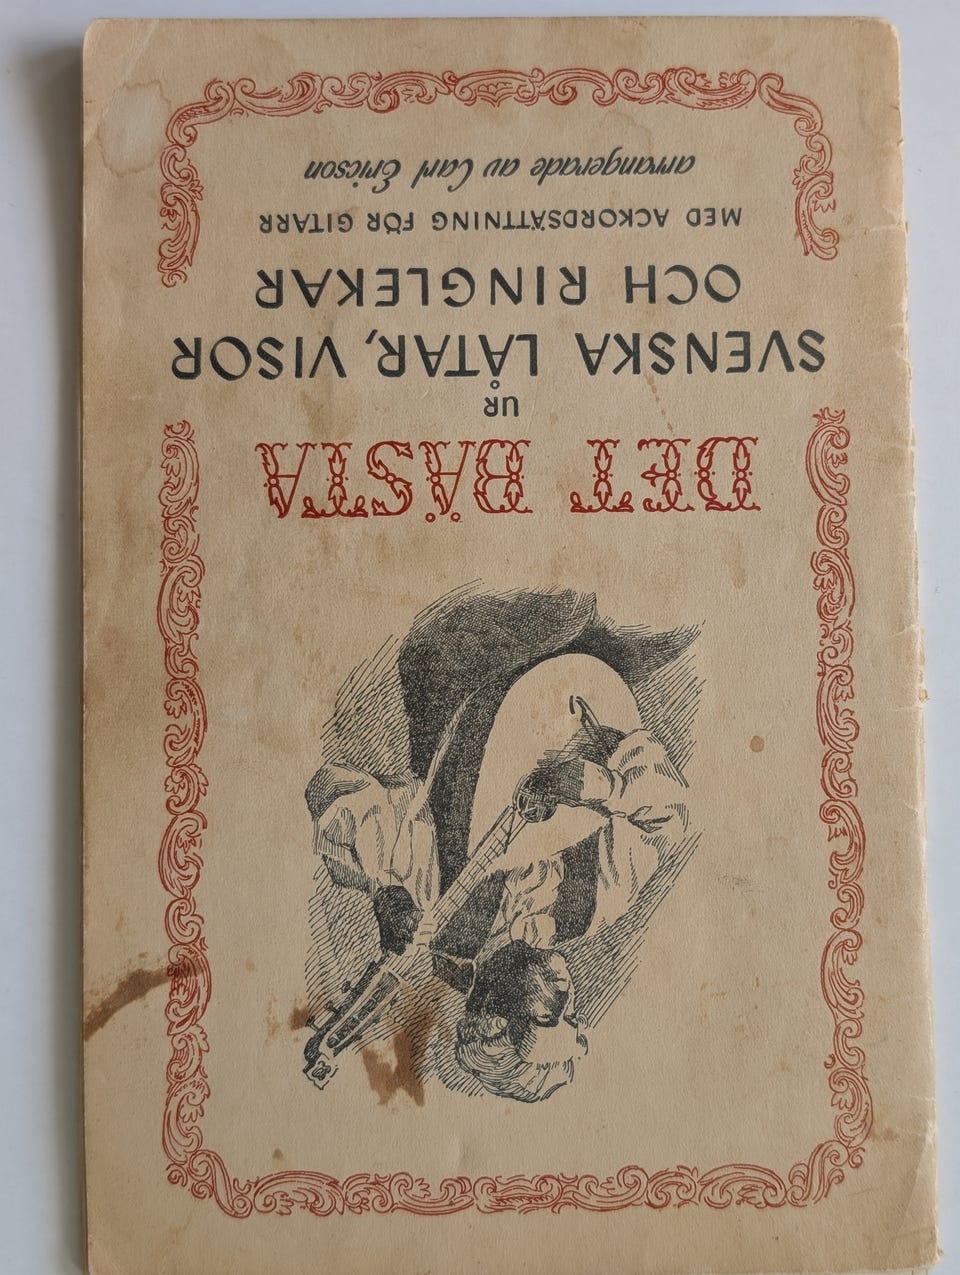 DET BÄSTA
UR
SVENSKA LÅTAR, VISOR
OCH RINGLEKAR
MED ACKORDSÄTTNING FÖR GITARR
arrangerade av Carl Ericson